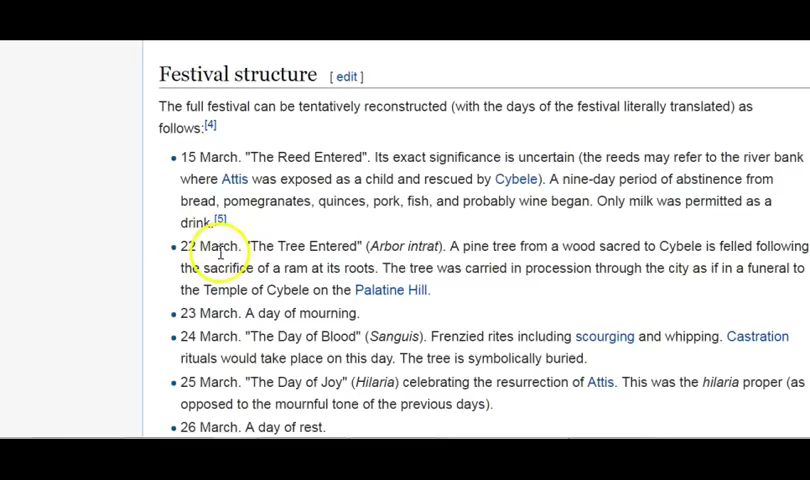 Festival structure [ edit ]
The full festival can be tentatively reconstructed (with the days of the festival literally translated) as
follows:[4]
• 15 March. "The Reed Entered". Its exact significance is uncertain (the reeds may refer to the river bank
where Attis was exposed as a child and rescued by Cybele). A nine-day period of abstinence from
bread, pomegranates, quinces, pork, fish, and probably wine began. Only milk was permitted as a
drink.[5]
• 22 March. "The Tree Entered" (Arbor intrat). A pine tree from a wood sacred to Cybele is felled following
the sacrifice of a ram at its roots. The tree was carried in procession through the city as if in a funeral to
the Temple of Cybele on the Palatine Hill.
• 23 March. A day of mourning.
• 24 March. "The Day of Blood" (Sanguis). Frenzied rites including scourging and whipping. Castration
rituals would take place on this day. The tree is symbolically buried.
• 25 March. "The Day of Joy" (Hilaria) celebrating the resurrection of Attis. This was the hilaria proper (as
opposed to the mournful tone of the previous days).
• 26 March. A day of rest.